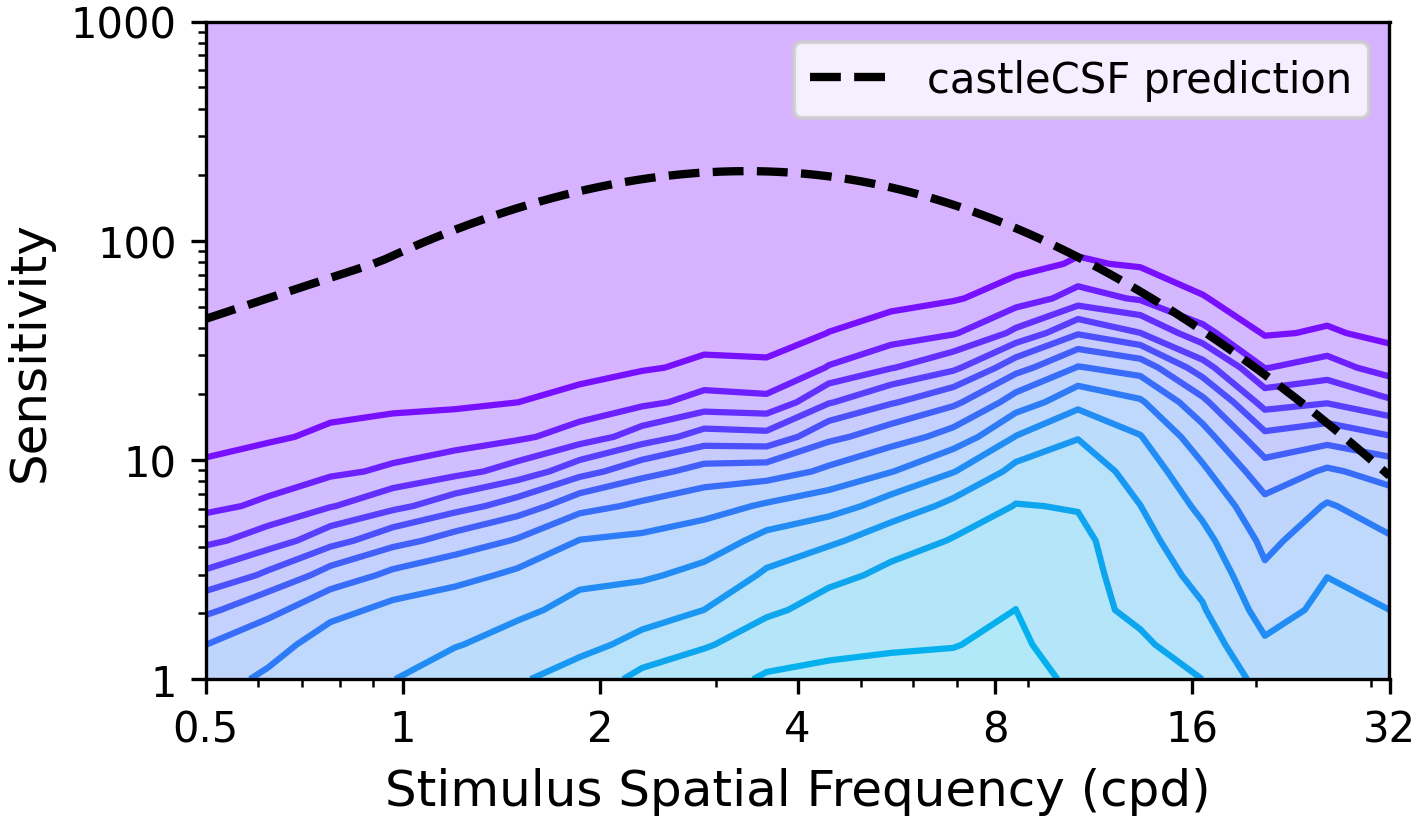 1000
100
10
1
Sensitivity
castleCSF prediction
0.5 1 2 4 8 16 32
Stimulus Spatial Frequency (cpd)